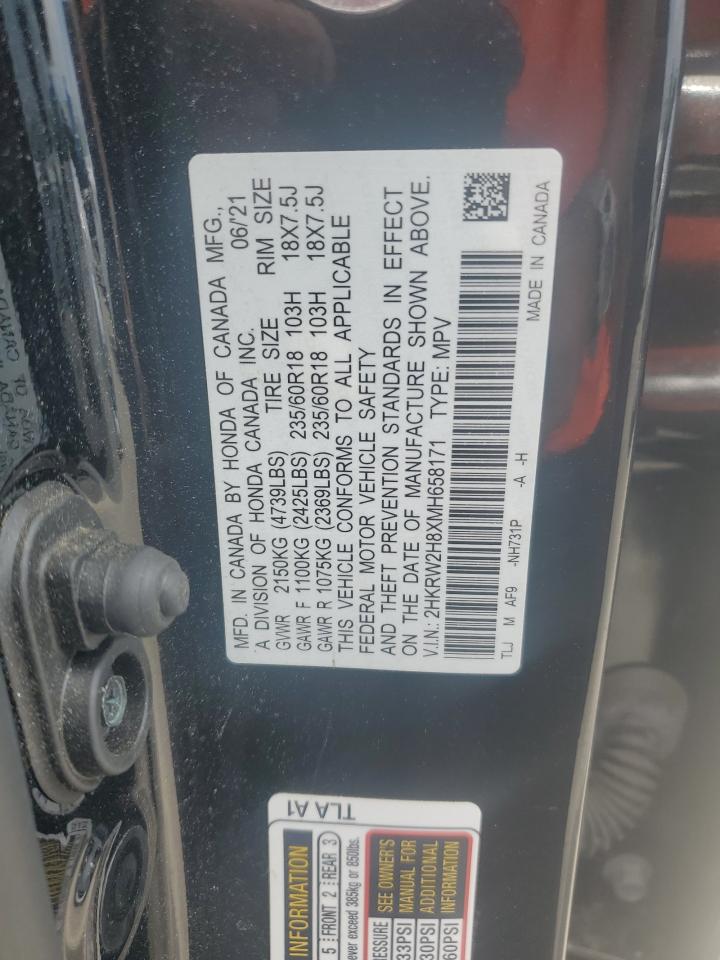 MFD. IN CANADA BY HONDA OF CANADA MFG.,
A DIVISION OF HONDA CANADA INC. 06/'21
GVWR 2150KG (4739LBS) TIRE SIZE RIM SIZE
GAWR F 1100KG (2425LBS) 235/60R18 103H 18X7.5J
GAWR R 1075KG (2369LBS) 235/60R18 103H 18X7.5J
THIS VEHICLE CONFORMS TO ALL APPLICABLE
FEDERAL MOTOR VEHICLE SAFETY
AND THEFT PREVENTION STANDARDS IN EFFECT
ON THE DATE OF MANUFACTURE SHOWN ABOVE.
V.I.N.: 2HKRW2H8XMH658171 TYPE: MPV
TLJ M AF9 -NH731P -A -H
MADE IN CANADA
TLA A1
INFORMATION
5 FRONT 2 REAR 3
385kg or 850lbs.
SEE OWNER'S
MANUAL FOR
ADDITIONAL
INFORMATION
33PSI
30PSI
60PSI